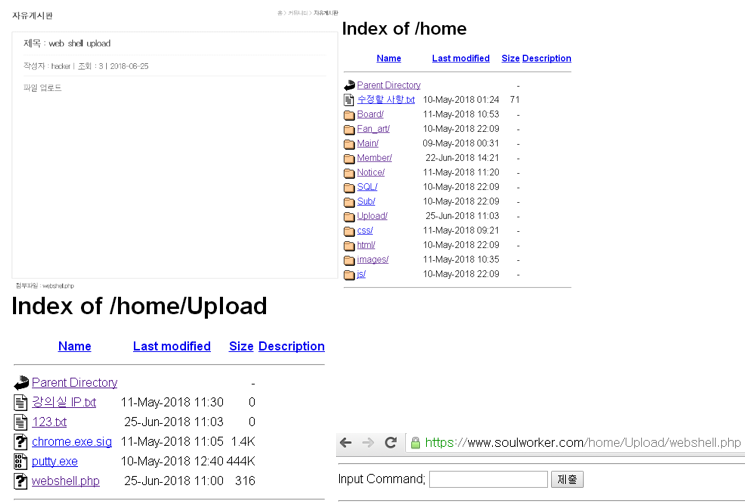 자유게시판
홈 > 커뮤니티 > 자유게시판
제목 : web shell upload
작성자 : hacker | 조회 : 3 | 2018-06-25
파일 업로드
첨부파일 : webshell.php
Index of /home
Name Last modified Size Description
Parent Directory -
수정할 사항.txt 10-May-2018 01:24 71
Board/ 11-May-2018 10:53 -
Fan_art/ 10-May-2018 22:09 -
Main/ 09-May-2018 00:31 -
Member/ 22-Jun-2018 14:21 -
Notice/ 11-May-2018 11:20 -
SQL/ 10-May-2018 22:09 -
Sub/ 10-May-2018 22:09 -
Upload/ 25-Jun-2018 11:03 -
css/ 11-May-2018 09:21 -
html/ 10-May-2018 22:09 -
images/ 11-May-2018 10:35 -
js/ 10-May-2018 22:09 -
Index of /home/Upload
Name Last modified Size Description
Parent Directory -
강의실 IP.txt 11-May-2018 11:30 0
123.txt 25-Jun-2018 11:03 0
chrome.exe.sig 11-May-2018 11:05 1.4K
putty.exe 10-May-2018 12:40 444K
webshell.php 25-Jun-2018 11:00 316
https://www.soulworker.com/home/Upload/webshell.php
Input Command; 제출